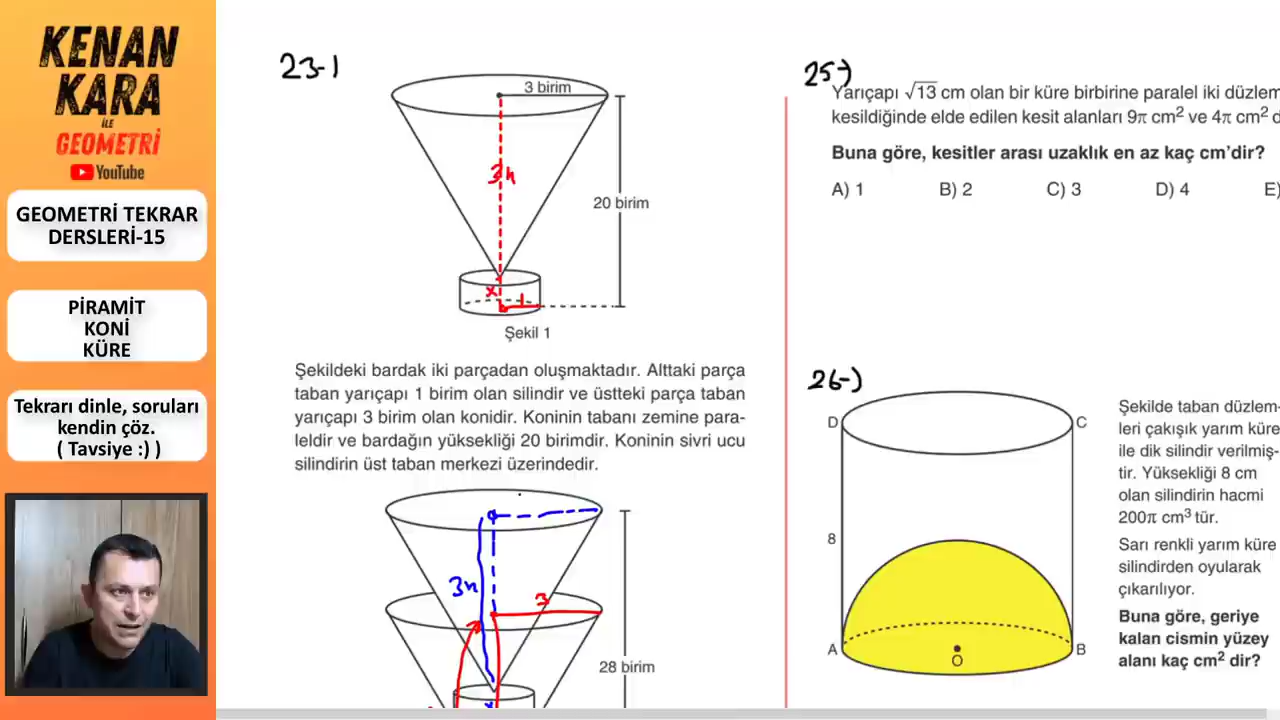 KENAN
KARA
İLE
GEOMETRİ
YouTube
GEOMETRİ TEKRAR
DERSLERİ-15
PİRAMİT
KONİ
KÜRE
Tekrarı dinle, soruları
kendin çöz.
( Tavsiye :) )
23-)
3 birim
3h
20 birim
x
1
Şekil 1
Şekildeki bardak iki parçadan oluşmaktadır. Alttaki parça
taban yarıçapı 1 birim olan silindir ve üstteki parça taban
yarıçapı 3 birim olan konidir. Koninin tabanı zemine para-
leldir ve bardağın yüksekliği 20 birimdir. Koninin sivri ucu
silindirin üst taban merkezi üzerindedir.
3h
3
28 birim
x
25-)
Yarıçapı √13 cm olan bir küre birbirine paralel iki düzlem
kesildiğinde elde edilen kesit alanları 9π cm² ve 4π cm² d
Buna göre, kesitler arası uzaklık en az kaç cm'dir?
A) 1 B) 2 C) 3 D) 4 E)
26-)
D
C
8
A
O
B
Şekilde taban düzlem-
leri çakışık yarım küre
ile dik silindir verilmiş-
tir. Yüksekliği 8 cm
olan silindirin hacmi
200π cm³ tür.
Sarı renkli yarım küre
silindirden oyularak
çıkarılıyor.
Buna göre, geriye
kalan cismin yüzey
alanı kaç cm² dir?